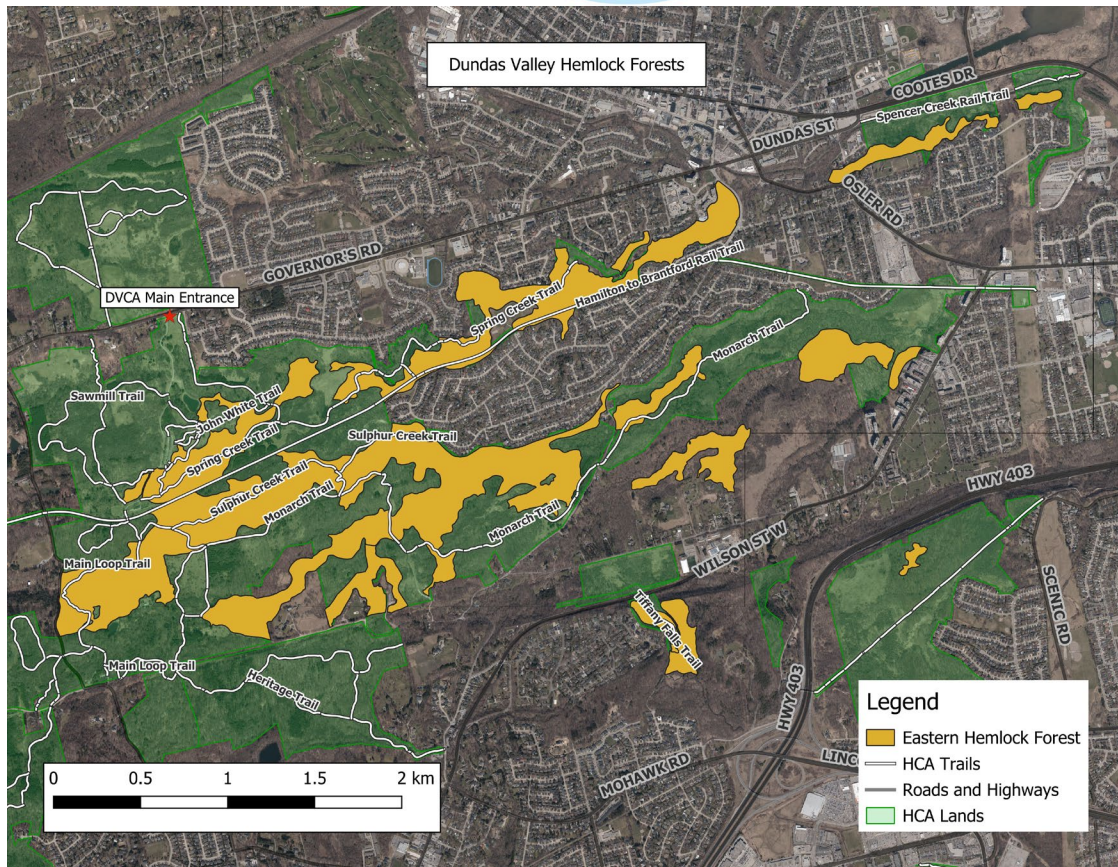 Dundas Valley Hemlock Forests
COOTES DR
Spencer Creek Rail Trail
DUNDAS ST
OSLER RD
GOVERNOR'S RD
DVCA Main Entrance
Hamilton to Brantford Rail Trail
Spring Creek Trail
Monarch Trail
Sawmill Trail
John White Trail
Spring Creek Trail
Sulphur Creek Trail
Sulphur Creek Trail
Monarch Trail
Monarch Trail
HWY 403
WILSON ST W
Main Loop Trail
SCENIC RD
Tiffany Falls Trail
Main Loop Trail
Heritage Trail
HWY 403
MOHAWK RD
LINC
Legend
Eastern Hemlock Forest
HCA Trails
Roads and Highways
HCA Lands
0 0.5 1 1.5 2 km